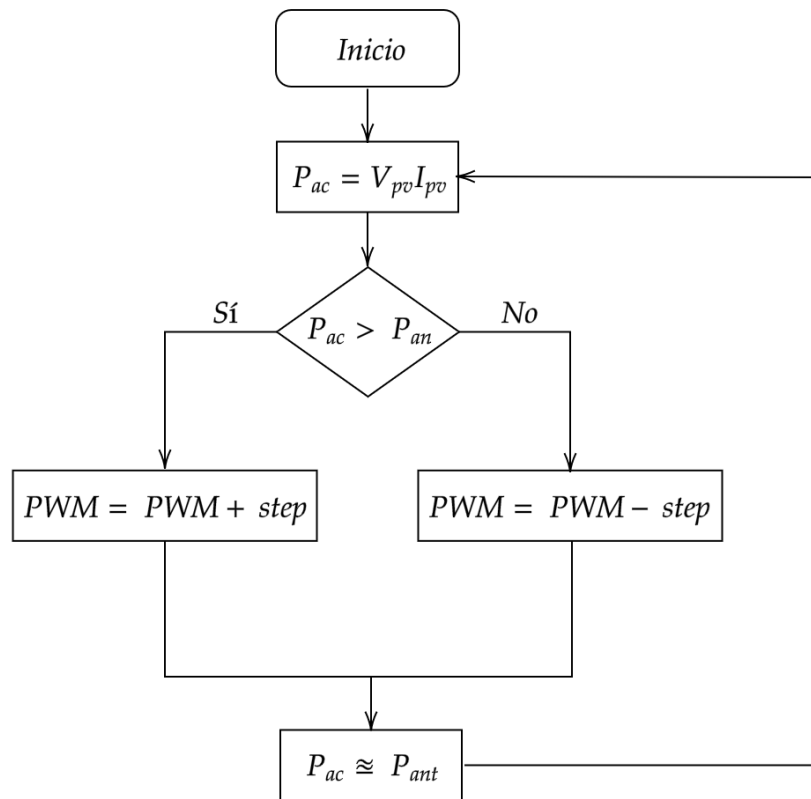 Inicio
P_ac = V_pv I_pv
Sí
P_ac > P_an
No
PWM = PWM + step
PWM = PWM − step
P_ac ≊ P_ant